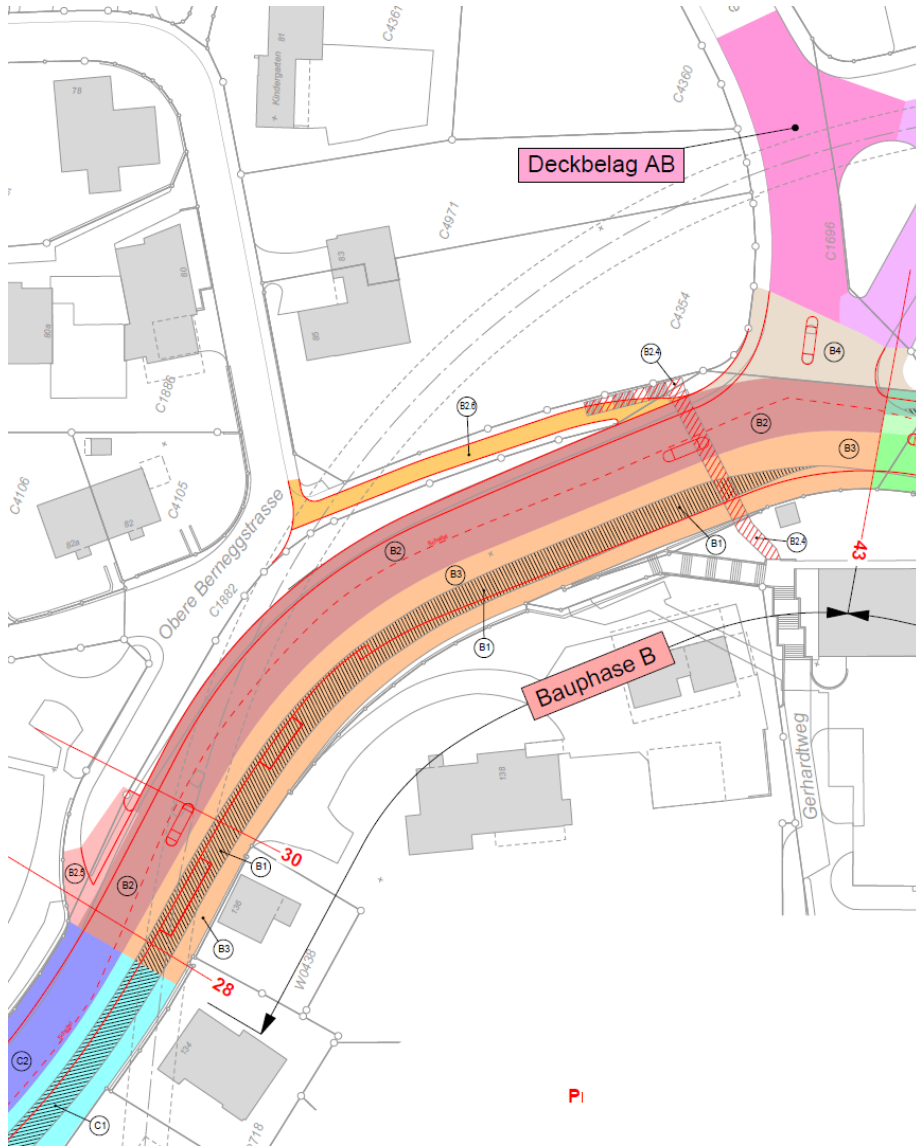 C4361
81
Kindergarten
C4360
78
Deckbelag AB
C4971
C1696
83
80
85
80a
C4354
C1886
B2.4
B4
B2.6
B2
B3
C4106
C4105
82
82a
B1
B2.4
43
Obere Berneggstrasse
C1882
B2
B3
B1
Bauphase B
Gerhardtweg
138
30
B2.5
B2
B1
136
B3
W0438
28
134
C2
C1